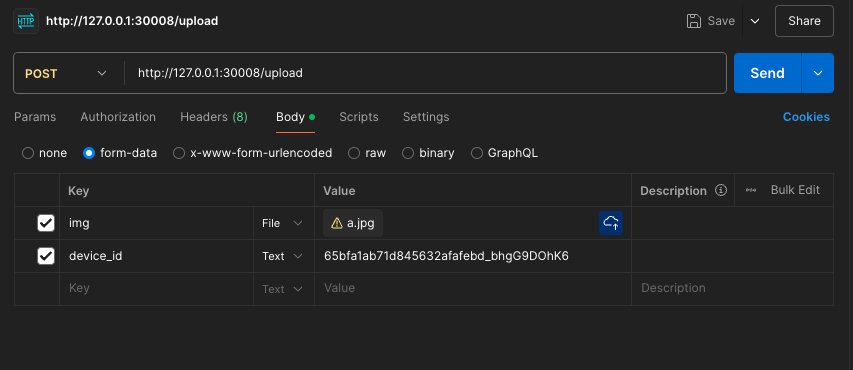 HTTP http://127.0.0.1:30008/upload Save Share
POST http://127.0.0.1:30008/upload Send
Params Authorization Headers (8) Body Scripts Settings Cookies
none form-data x-www-form-urlencoded raw binary GraphQL
Key Value Description Bulk Edit
img File a.jpg
device_id Text 65bfa1ab71d845632afafebd_bhgG9DOhK6
Key Text Value Description